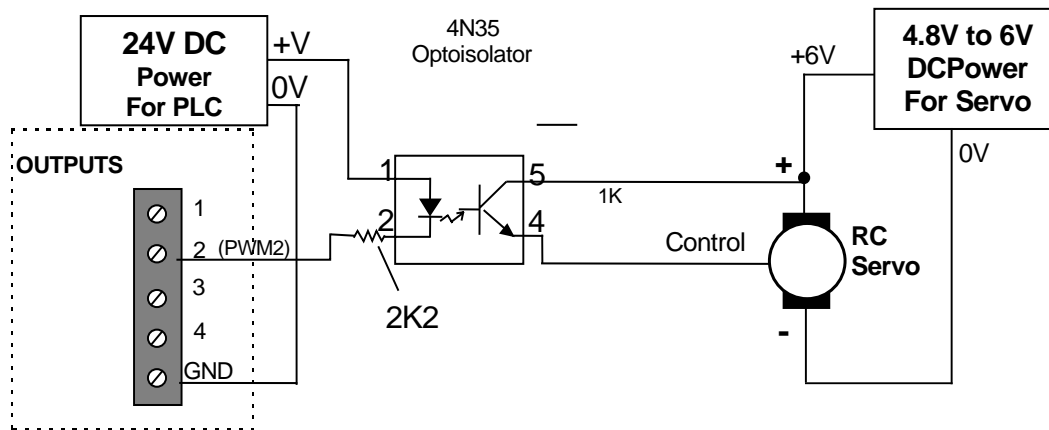 24V DC
Power
For PLC
+V
0V
4N35
Optoisolator
+6V
4.8V to 6V
DCPower
For Servo
0V
OUTPUTS
1
2 (PWM2)
3
4
GND
1
2
5
4
1K
2K2
Control
+
-
RC
Servo